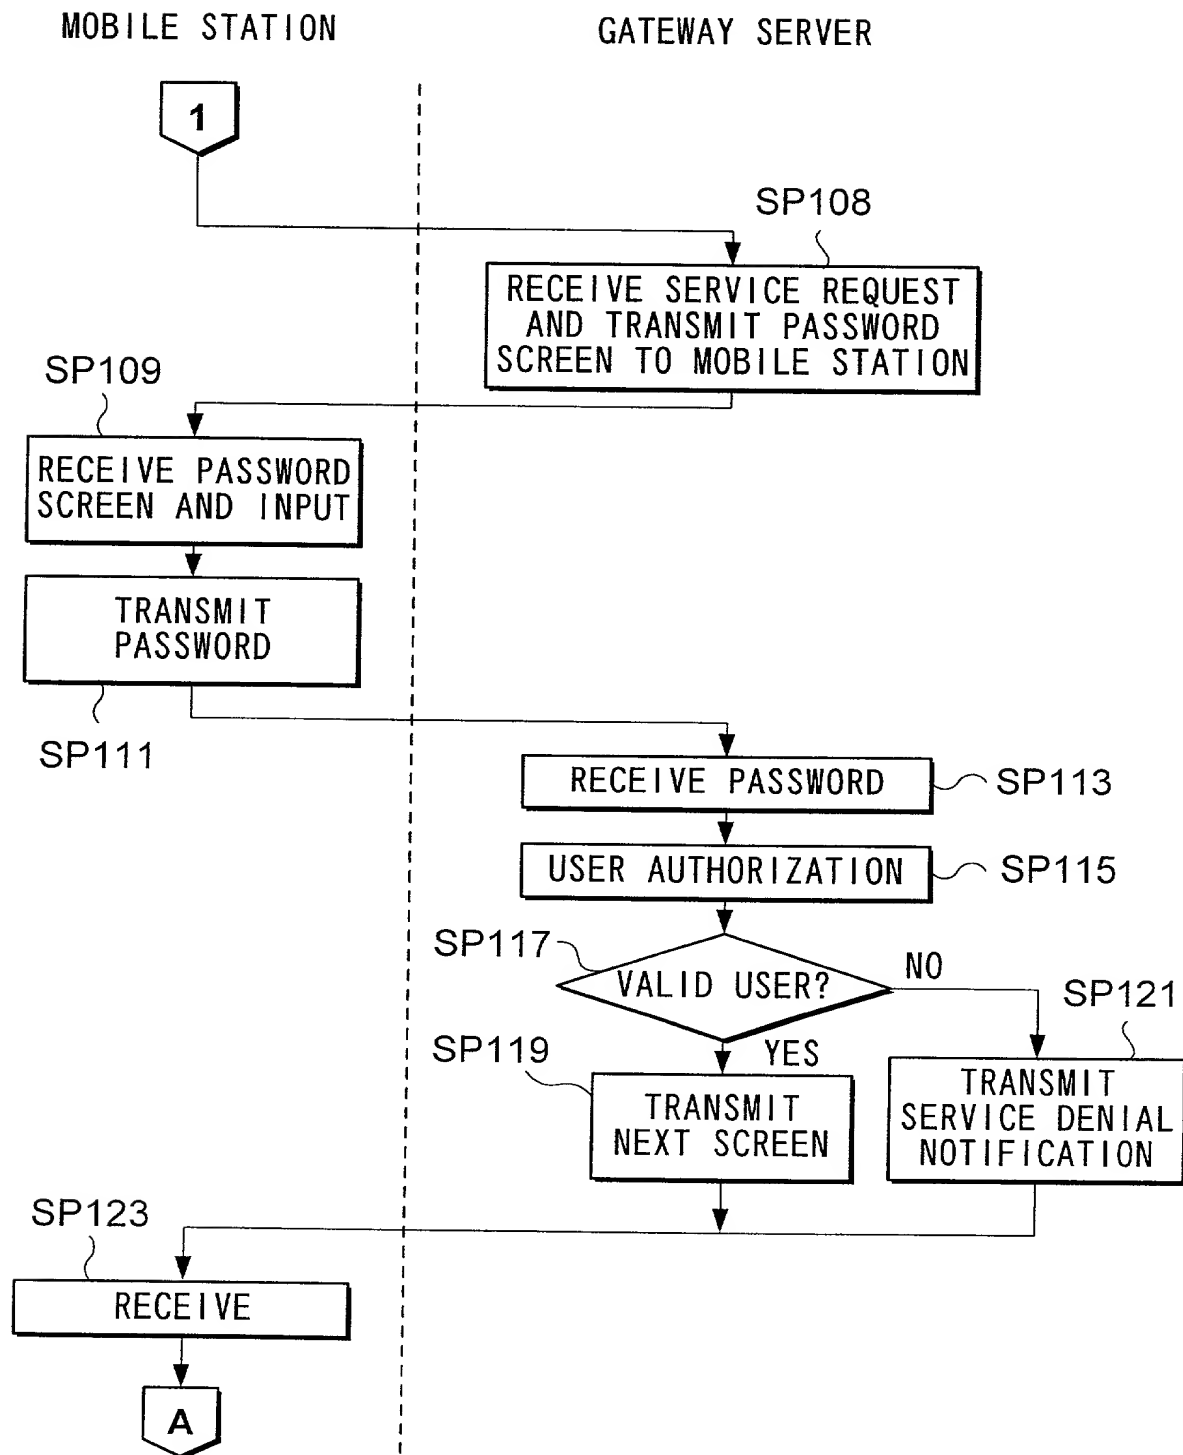 MOBILE STATION
GATEWAY SERVER
1
SP108
RECEIVE SERVICE REQUEST
AND TRANSMIT PASSWORD
SCREEN TO MOBILE STATION
SP109
RECEIVE PASSWORD
SCREEN AND INPUT
TRANSMIT
PASSWORD
SP111
RECEIVE PASSWORD
SP113
USER AUTHORIZATION
SP115
SP117
VALID USER?
NO
SP121
SP119
YES
TRANSMIT
NEXT SCREEN
TRANSMIT
SERVICE DENIAL
NOTIFICATION
SP123
RECEIVE
A